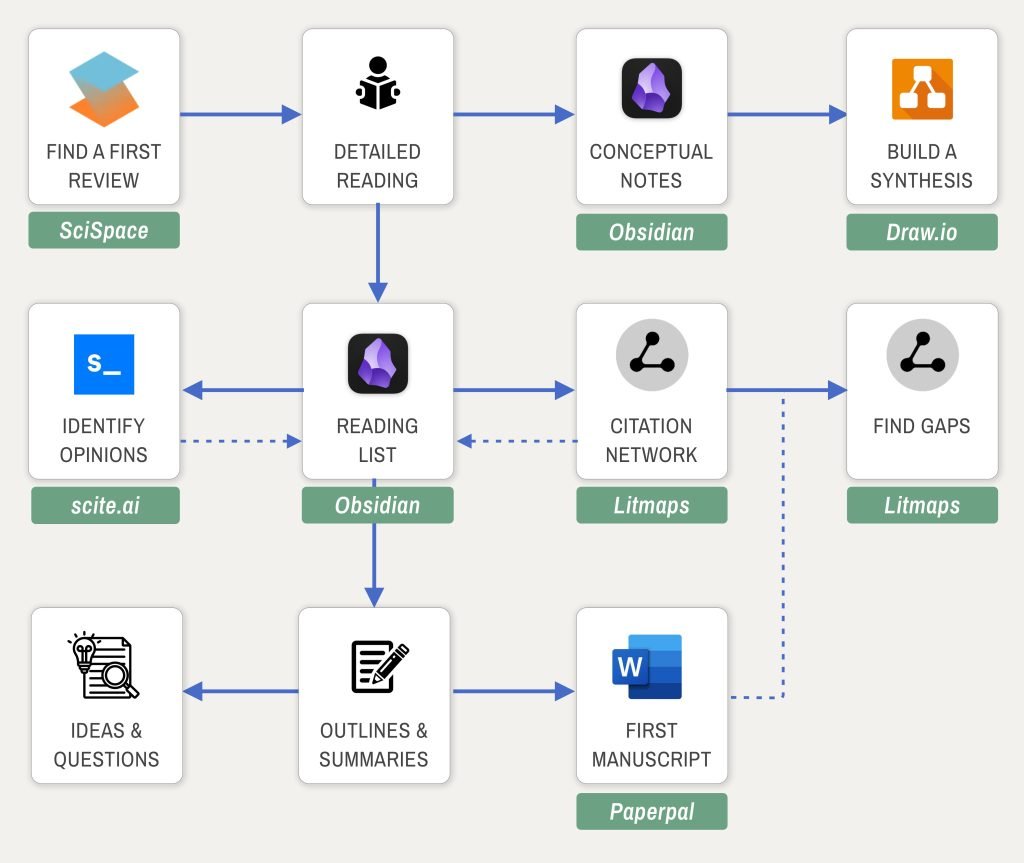 FIND A FIRST
REVIEW
SciSpace
DETAILED
READING
CONCEPTUAL
NOTES
Obsidian
BUILD A
SYNTHESIS
Draw.io
s_
IDENTIFY
OPINIONS
scite.ai
READING
LIST
Obsidian
CITATION
NETWORK
Litmaps
FIND GAPS
Litmaps
IDEAS &
QUESTIONS
OUTLINES &
SUMMARIES
W
FIRST
MANUSCRIPT
Paperpal